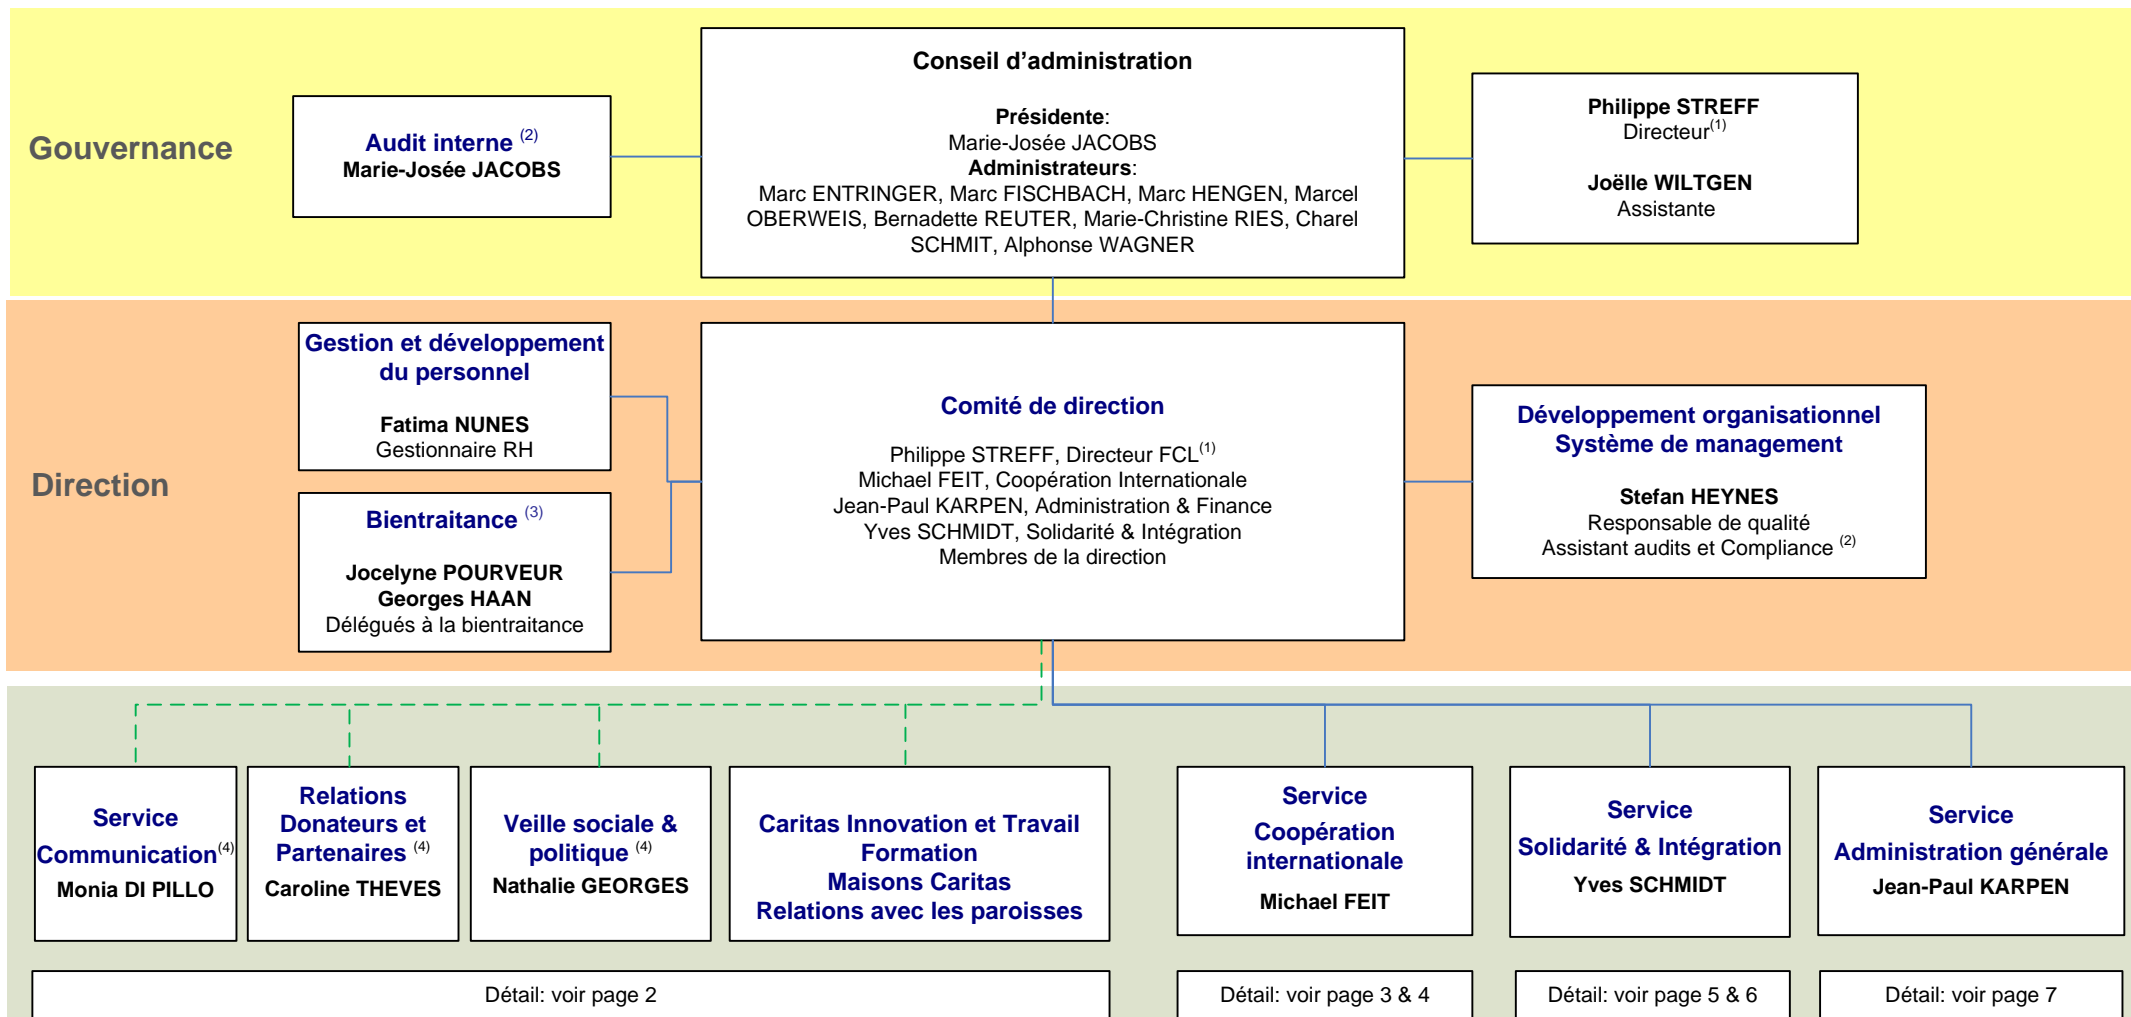 Gouvernance
Audit interne (2)
Marie-Josée JACOBS
Conseil d'administration
Présidente:
Marie-Josée JACOBS
Administrateurs:
Marc ENTRINGER, Marc FISCHBACH, Marc HENGEN, Marcel
OBERWEIS, Bernadette REUTER, Marie-Christine RIES, Charel
SCHMIT, Alphonse WAGNER
Philippe STREFF
Directeur(1)
Joëlle WILTGEN
Assistante
Direction
Gestion et développement
du personnel
Fatima NUNES
Gestionnaire RH
Bientraitance (3)
Jocelyne POURVEUR
Georges HAAN
Délégués à la bientraitance
Comité de direction
Philippe STREFF, Directeur FCL(1)
Michael FEIT, Coopération Internationale
Jean-Paul KARPEN, Administration & Finance
Yves SCHMIDT, Solidarité & Intégration
Membres de la direction
Développement organisationnel
Système de management
Stefan HEYNES
Responsable de qualité
Assistant audits et Compliance (2)
Service
Communication(4)
Monia DI PILLO
Relations
Donateurs et
Partenaires (4)
Caroline THEVES
Veille sociale &
politique (4)
Nathalie GEORGES
Caritas Innovation et Travail
Formation
Maisons Caritas
Relations avec les paroisses
Service
Coopération
internationale
Michael FEIT
Service
Solidarité & Intégration
Yves SCHMIDT
Service
Administration générale
Jean-Paul KARPEN
Détail: voir page 2
Détail: voir page 3 & 4
Détail: voir page 5 & 6
Détail: voir page 7